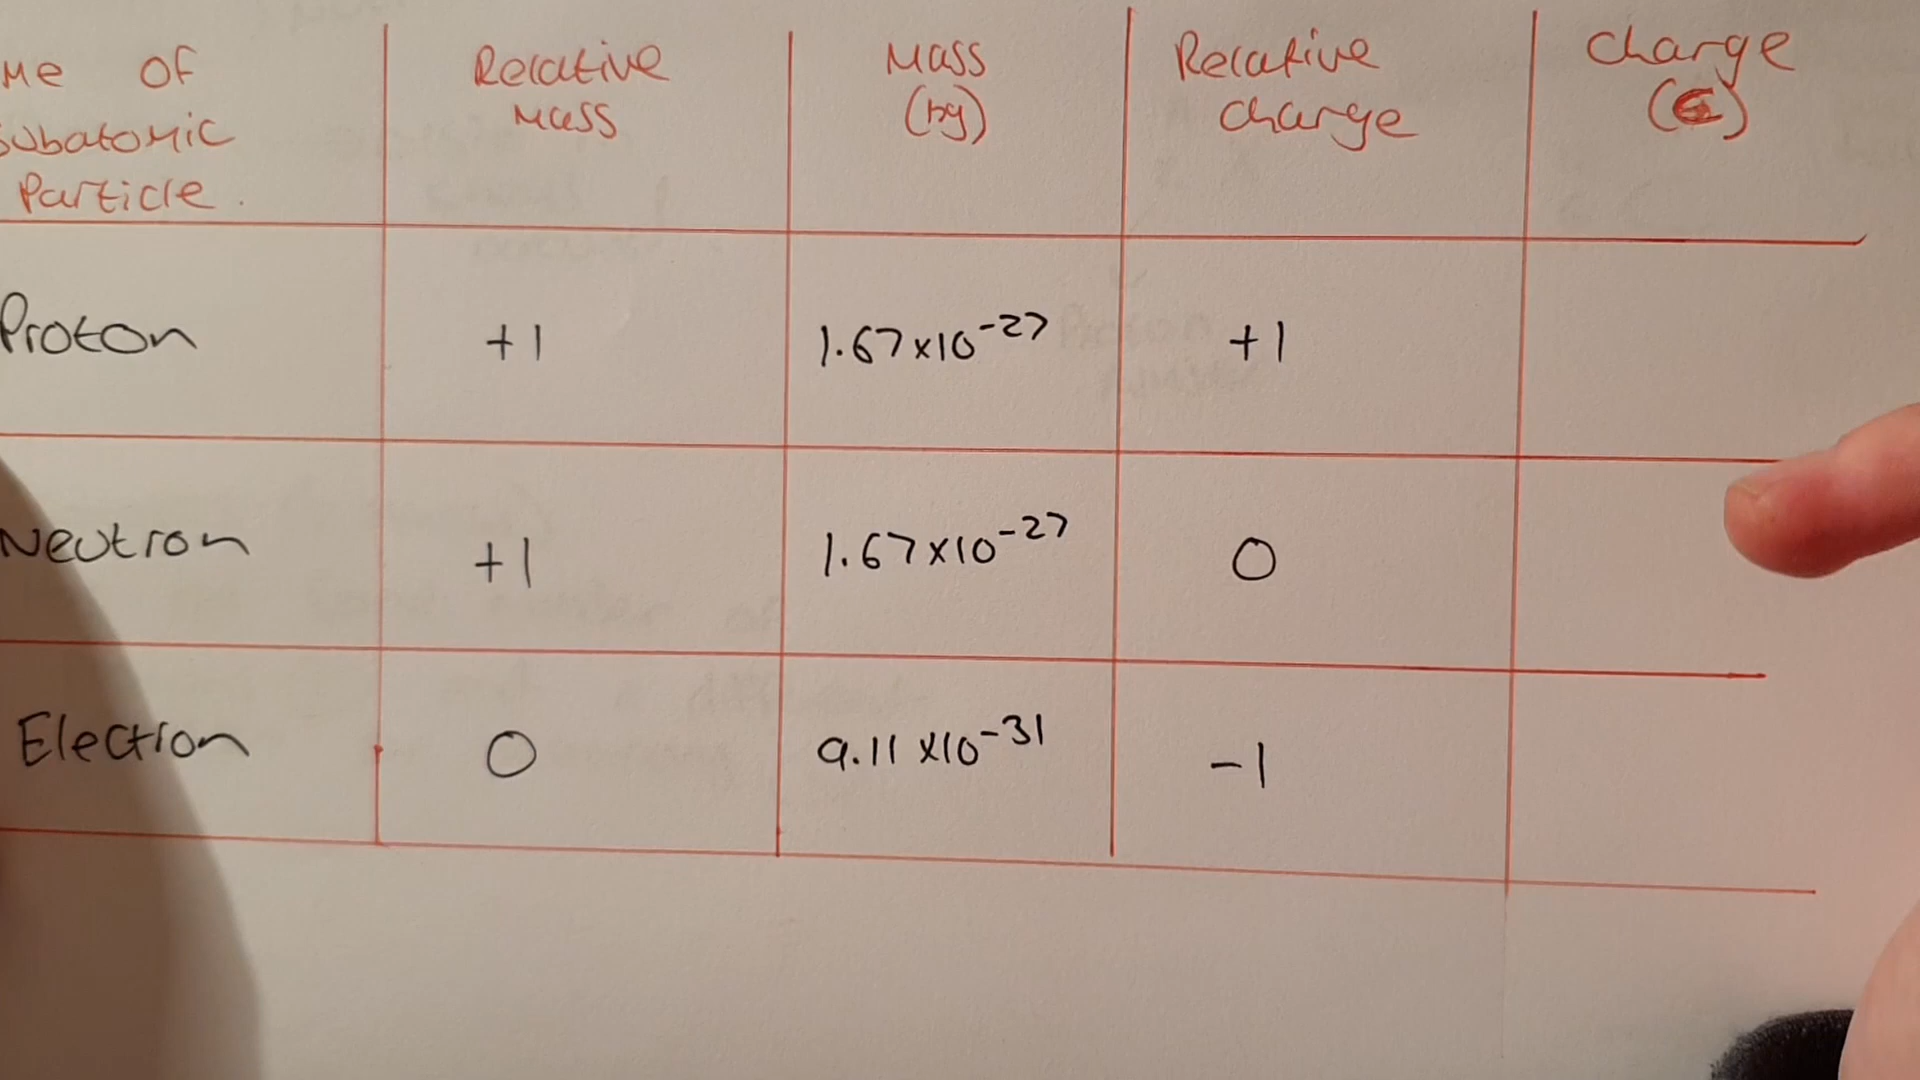 me of Relative Mass Relative Charge
Subatomic Mass (kg) Charge (C)
Particle.
Proton +1 1.67x10⁻²⁷ +1
Neutron +1 1.67x10⁻²⁷ 0
Electron 0 9.11x10⁻³¹ -1